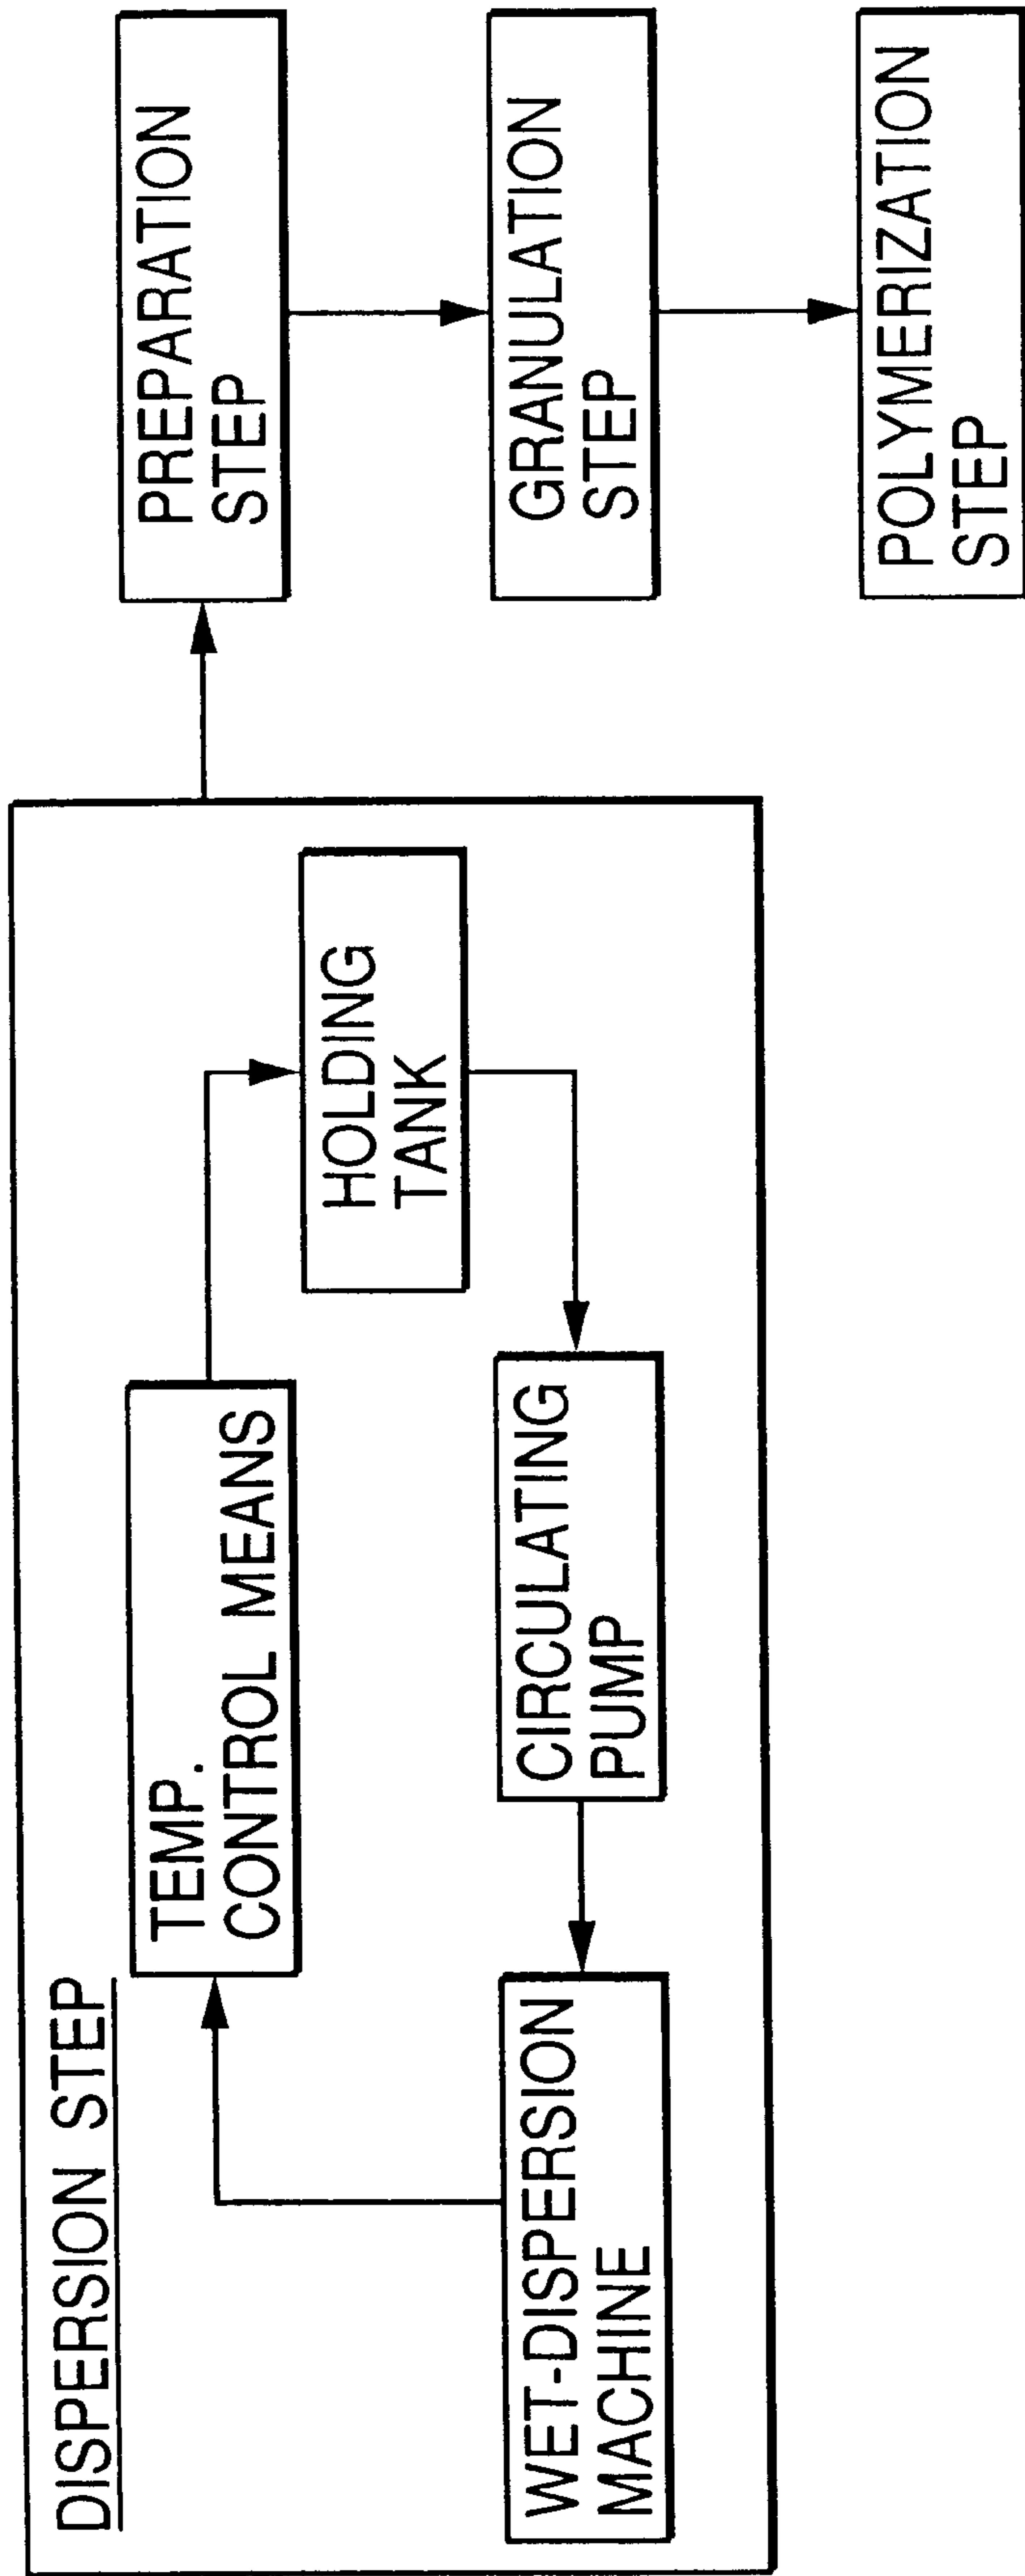 DISPERSION STEP
TEMP.
CONTROL MEANS
HOLDING
TANK
CIRCULATING
PUMP
WET-DISPERSION
MACHINE
PREPARATION
STEP
GRANULATION
STEP
POLYMERIZATION
STEP